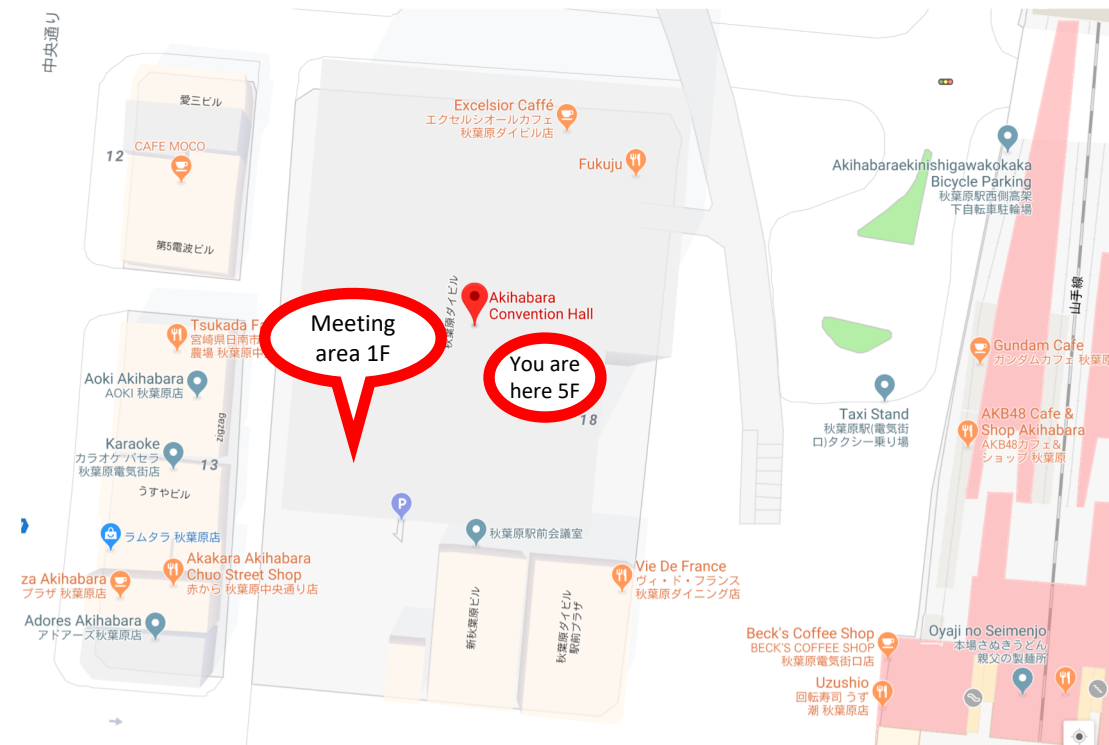 中央通り
愛三ビル
12
CAFE MOCO
第5電波ビル
Excelsior Caffé
エクセルシオールカフェ
秋葉原ダイビル店
Fukuju
Akihabaraekinishigawakokaka
Bicycle Parking
秋葉原駅西側高架
下自転車駐輪場
山手線
秋葉原ダイビル
Akihabara
Convention Hall
Meeting
area 1F
You are
here 5F
18
Tsukada Fa
宮崎県日南市
農場 秋葉原中
Aoki Akihabara
AOKI 秋葉原店
gazgiz
Karaoke
カラオケ パセラ
秋葉原電気街店
13
うすやビル
ラムタラ 秋葉原店
Akakara Akihabara
Chuo Street Shop
赤から 秋葉原中央通り店
za Akihabara
プラザ 秋葉原店
Adores Akihabara
アドアーズ秋葉原店
P
秋葉原駅前会議室
新秋葉原ビル
秋葉原ダイビル
駅前プラザ
Vie De France
ヴィ・ド・フランス
秋葉原ダイニング店
Gundam Cafe
ガンダムカフェ 秋葉原
Taxi Stand
秋葉原駅(電気街
口)タクシー乗り場
AKB48 Cafe &
Shop Akihabara
AKB48カフェ&
ショップ 秋葉原
Beck's Coffee Shop
BECK'S COFFEE SHOP
秋葉原電気街口店
Uzushio
回転寿司 うず
潮 秋葉原店
Oyaji no Seimenjo
本場さぬきうどん
親父の製麺所